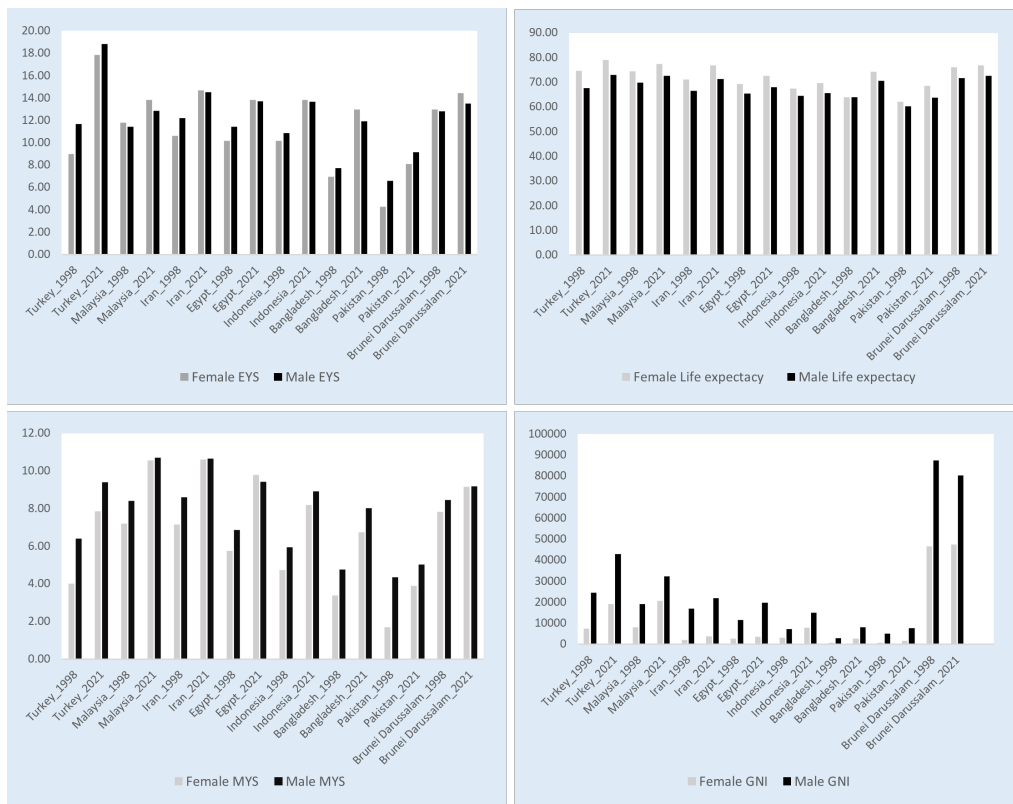 20.00
18.00
16.00
14.00
12.00
10.00
8.00
6.00
4.00
2.00
0.00
Turkey_1998
Turkey_2021
Malaysia_1998
Malaysia_2021
Iran_1998
Iran_2021
Egypt_1998
Egypt_2021
Indonesia_1998
Indonesia_2021
Bangladesh_1998
Bangladesh_2021
Pakistan_1998
Pakistan_2021
Brunei Darussalam_1998
Brunei Darussalam_2021
Female EYS Male EYS
90.00
80.00
70.00
60.00
50.00
40.00
30.00
20.00
10.00
0.00
Turkey_1998
Turkey_2021
Malaysia_1998
Malaysia_2021
Iran_1998
Iran_2021
Egypt_1998
Egypt_2021
Indonesia_1998
Indonesia_2021
Bangladesh_1998
Bangladesh_2021
Pakistan_1998
Pakistan_2021
Brunei Darussalam_1998
Brunei Darussalam_2021
Female Life expectacy Male Life expectacy
12.00
10.00
8.00
6.00
4.00
2.00
0.00
Turkey_1998
Turkey_2021
Malaysia_1998
Malaysia_2021
Iran_1998
Iran_2021
Egypt_1998
Egypt_2021
Indonesia_1998
Indonesia_2021
Bangladesh_1998
Bangladesh_2021
Pakistan_1998
Pakistan_2021
Brunei Darussalam_1998
Brunei Darussalam_2021
Female MYS Male MYS
100000
90000
80000
70000
60000
50000
40000
30000
20000
10000
0
Turkey_1998
Turkey_2021
Malaysia_1998
Malaysia_2021
Iran_1998
Iran_2021
Egypt_1998
Egypt_2021
Indonesia_1998
Indonesia_2021
Bangladesh_1998
Bangladesh_2021
Pakistan_1998
Pakistan_2021
Brunei Darussalam_1998
Brunei Darussalam_2021
Female GNI Male GNI